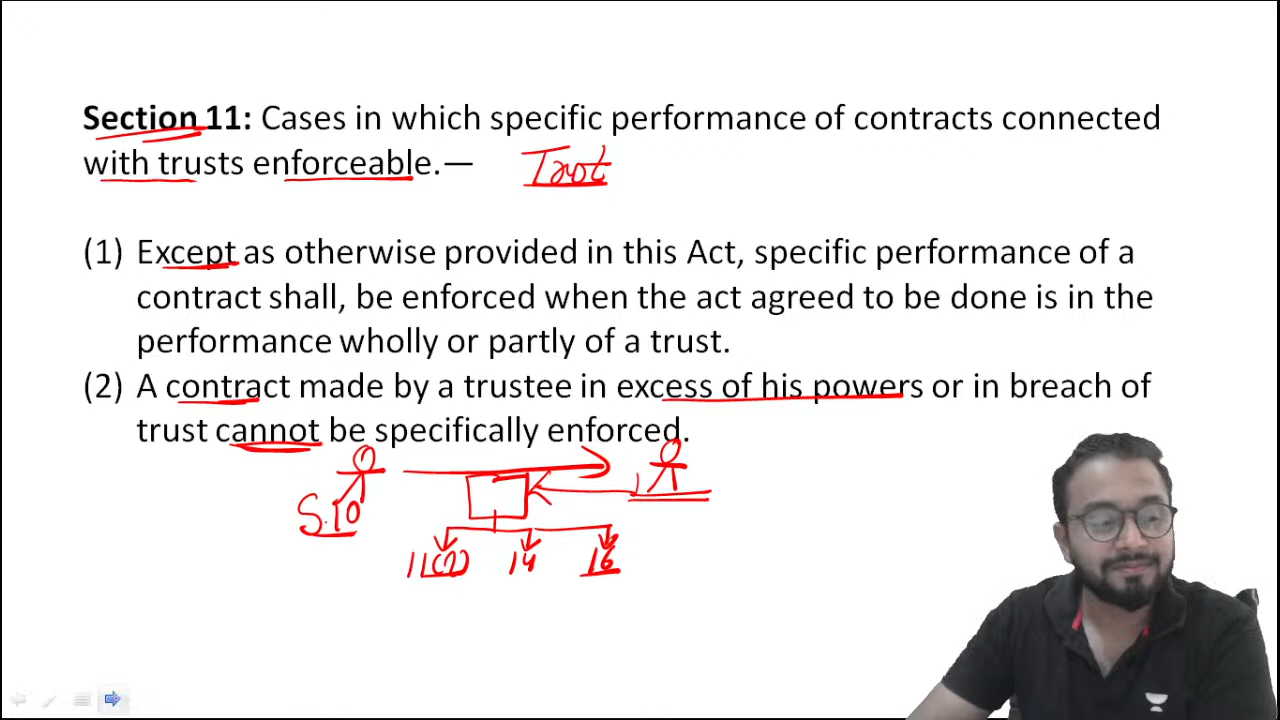 Section 11: Cases in which specific performance of contracts connected
with trusts enforceable.—
Trot
(1) Except as otherwise provided in this Act, specific performance of a
contract shall, be enforced when the act agreed to be done is in the
performance wholly or partly of a trust.
(2) A contract made by a trustee in excess of his powers or in breach of
trust cannot be specifically enforced.
S.10
11(2) 14 16